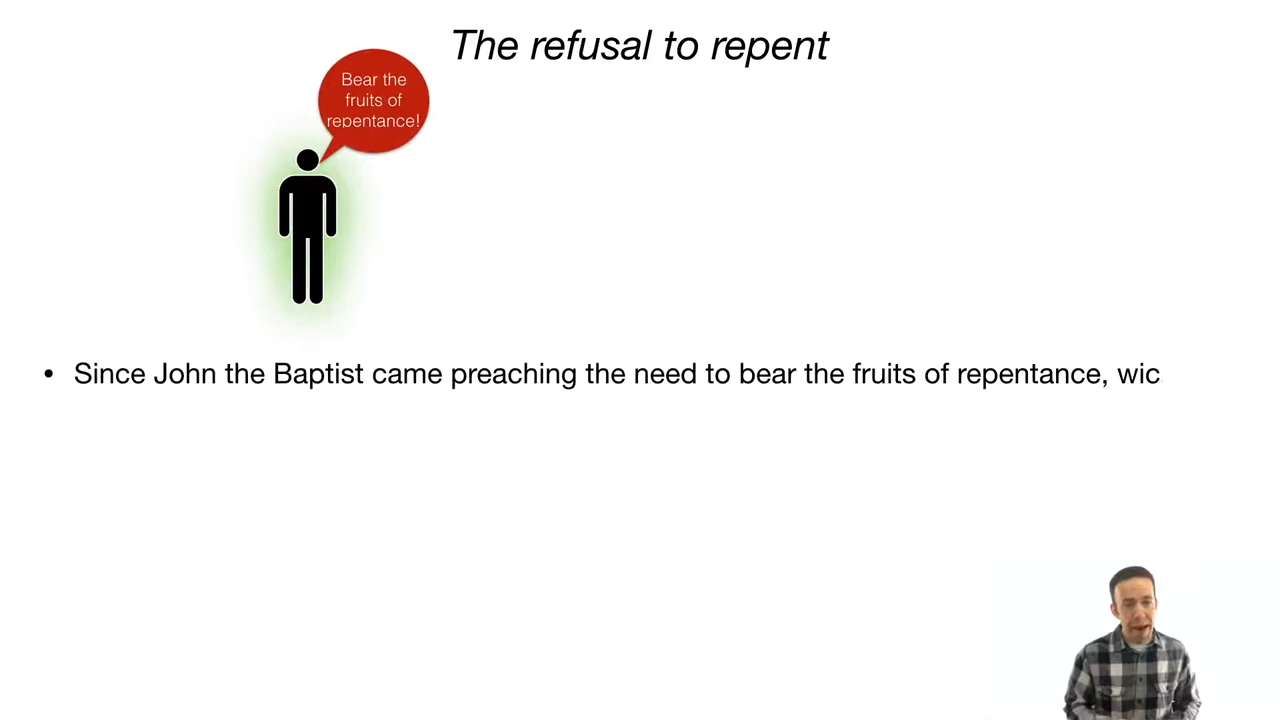 The refusal to repent
Bear the
fruits of
repentance!
• Since John the Baptist came preaching the need to bear the fruits of repentance, wic